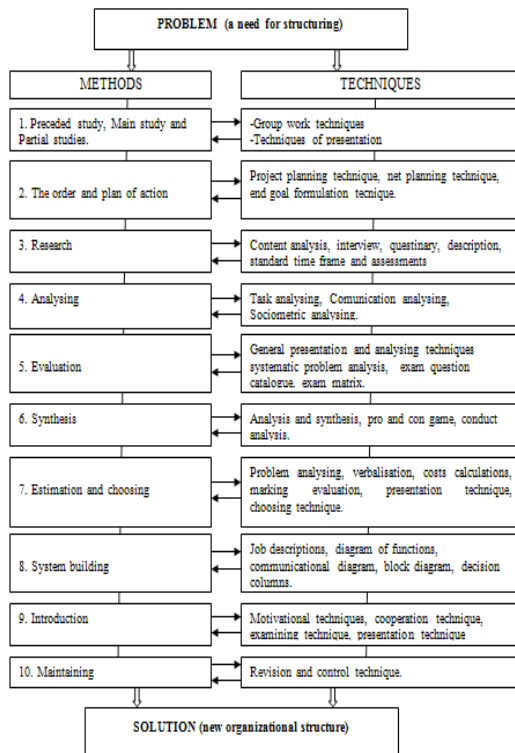 PROBLEM (a need for structuring)
METHODS
TECHNIQUES
1. Preceded study, Main study and
Partial studies.
-Group work techniques
-Techniques of presentation
2. The order and plan of action
Project planning technique, net planning technique,
end goal formulation tecnique.
3. Research
Content analysis, interview, questinary, description,
standard time frame and assessments
4. Analysing
Task analysing, Comunication analysing,
Sociometric analysing.
5. Evaluation
General presentation and analysing techniques
systematic problem analysis, exam question
catalogue. exam matrix.
6. Synthesis
Analysis and synthesis, pro and con game, conduct
analysis.
7. Estimation and choosing
Problem analysing, verbalisation, costs calculations,
marking evaluation, presentation technique,
choosing technique.
8. System building
Job descriptions, diagram of functions,
communicational diagram, block diagram, decision
columns.
9. Introduction
Motivational techniques, cooperation technique,
examining technique, presentation technique
10. Maintaining
Revision and control technique.
SOLUTION (new organizational structure)